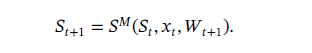 S_{t+1} = S^M(S_t, x_t, W_{t+1}).